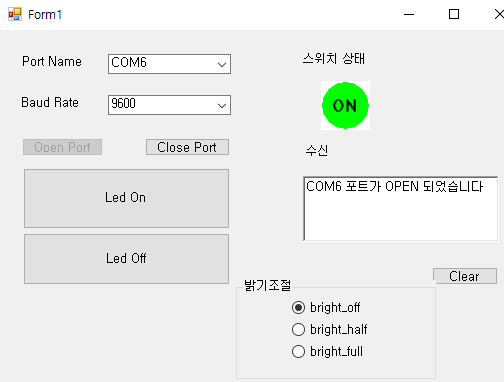 Form1
Port Name
COM6
Baud Rate
9600
Open Port
Close Port
Led On
Led Off
스위치 상태
ON
수신
COM6 포트가 OPEN 되었습니다
Clear
밝기조절
bright_off
bright_half
bright_full